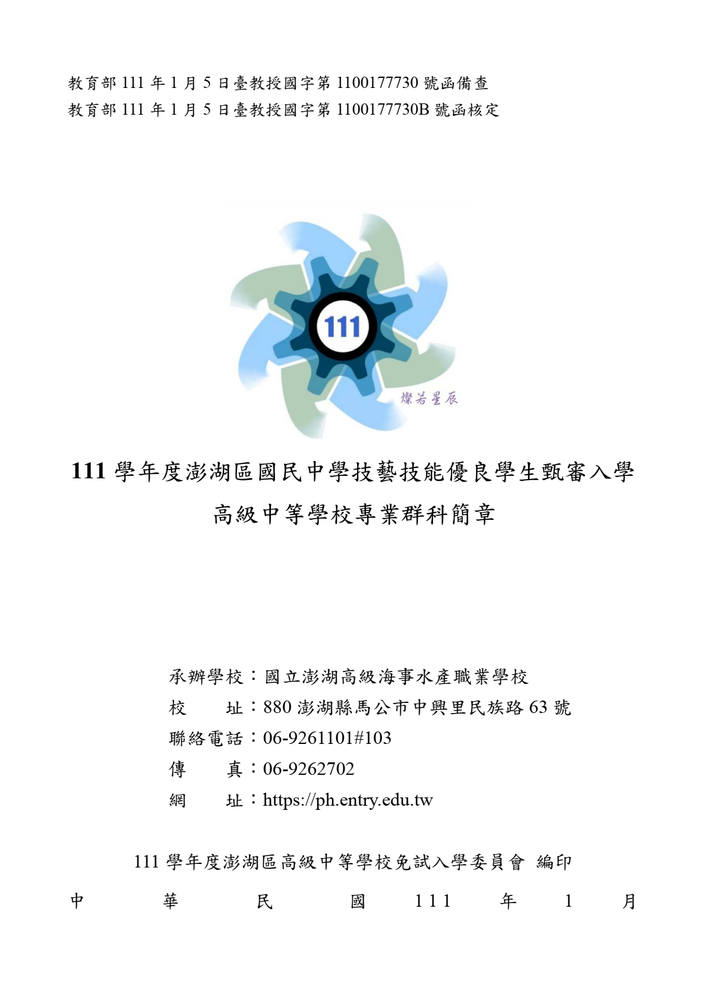 教育部 111 年 1 月 5 日臺教授國字第 1100177730 號函備查
教育部 111 年 1 月 5 日臺教授國字第 1100177730B 號函核定
111
燦若星辰
111 學年度澎湖區國民中學技藝技能優良學生甄審入學
高級中等學校專業群科簡章
承辦學校：國立澎湖高級海事水產職業學校
校　　址：880 澎湖縣馬公市中興里民族路 63 號
聯絡電話：06-9261101#103
傳　　真：06-9262702
網　　址：https://ph.entry.edu.tw
111 學年度澎湖區高級中等學校免試入學委員會 編印
中華民國 111 年 1 月